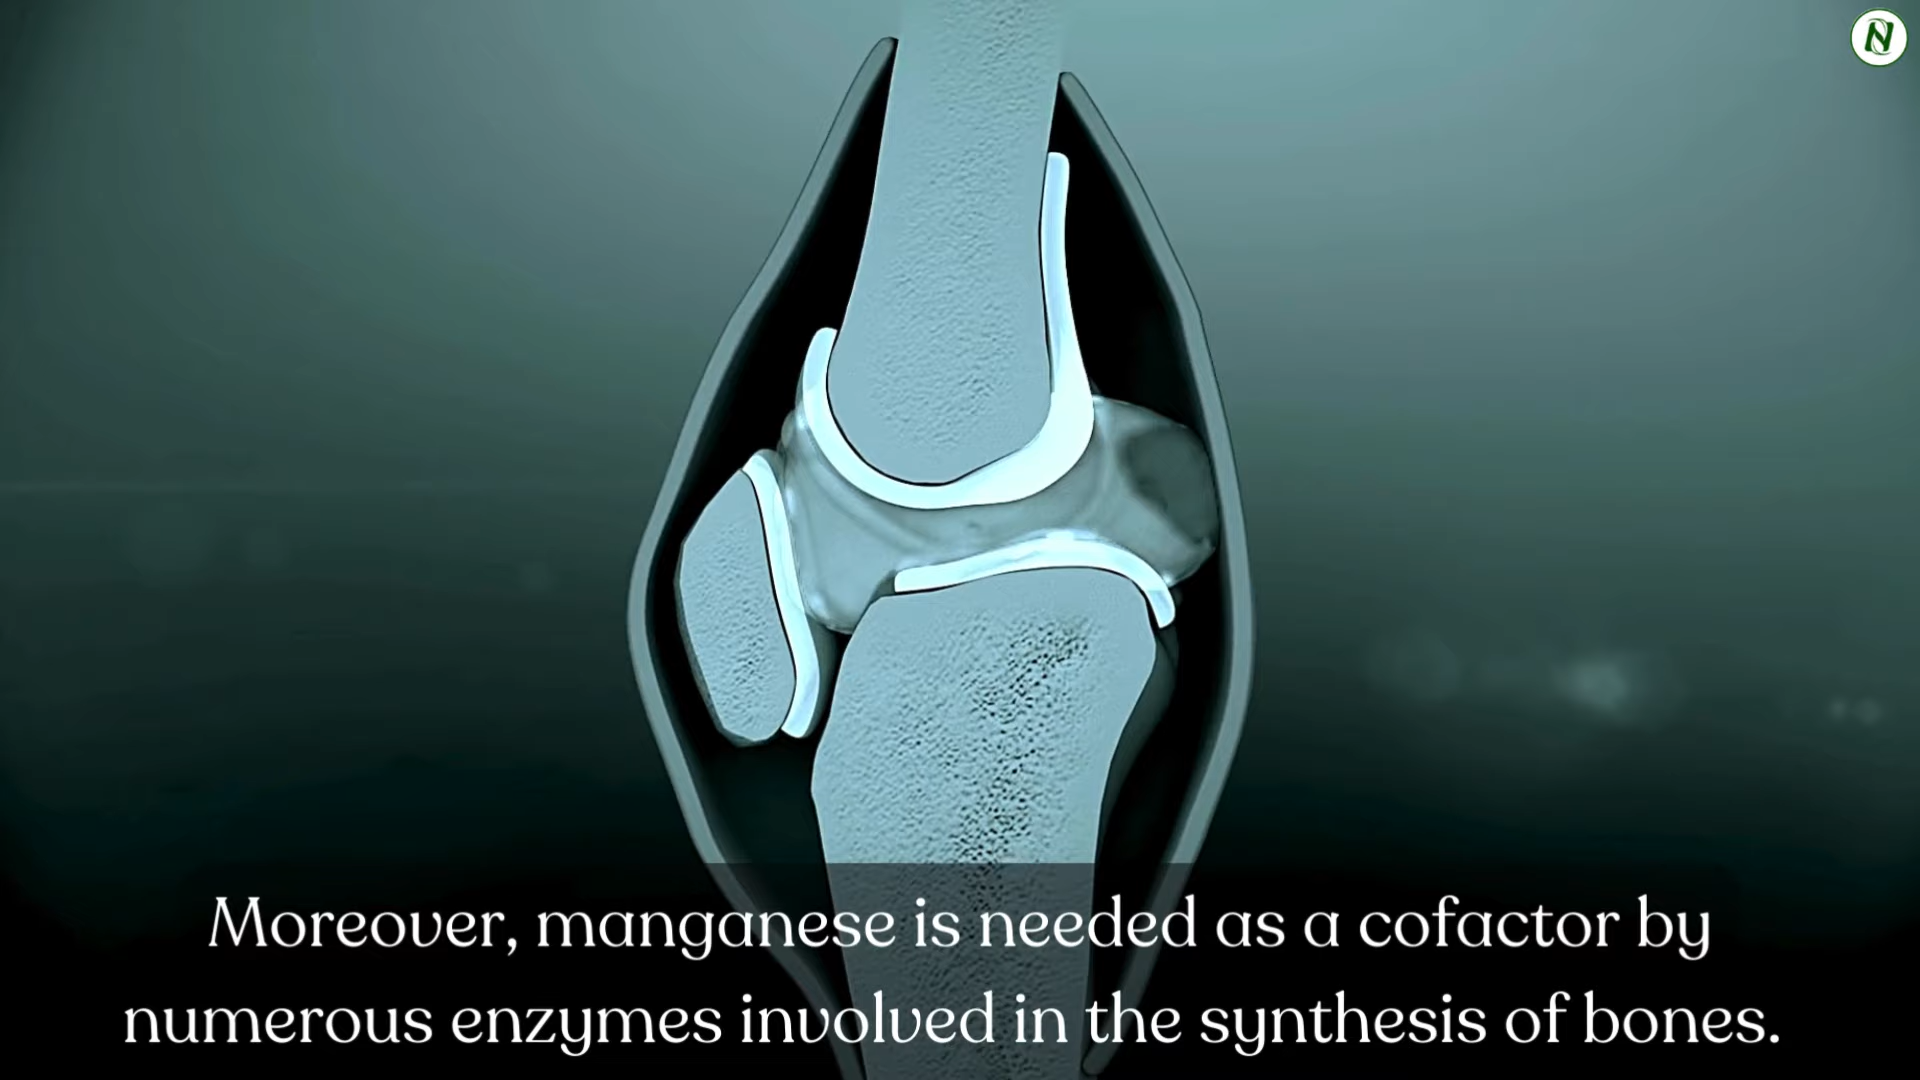 N
Moreover, manganese is needed as a cofactor by
numerous enzymes involved in the synthesis of bones.